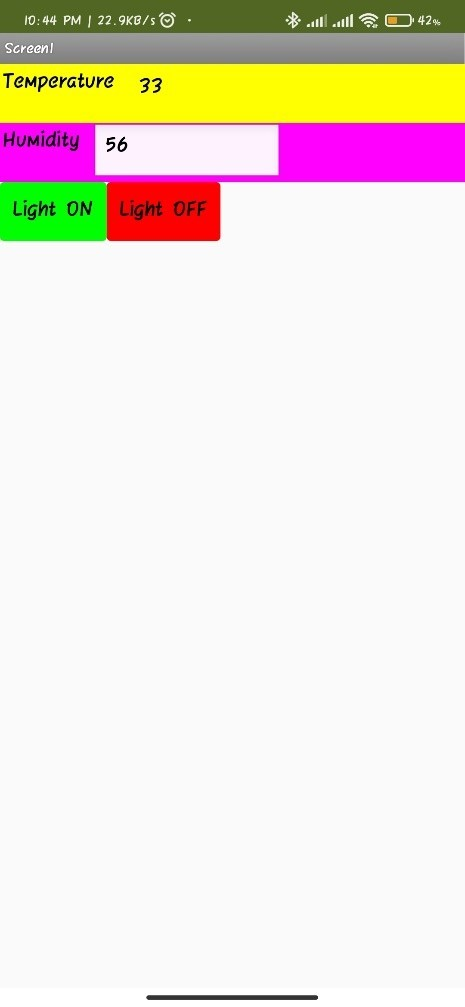 10:44 PM | 22.9KB/s
42%
Screen1
Temperature 33
Humidity 56
Light ON Light OFF